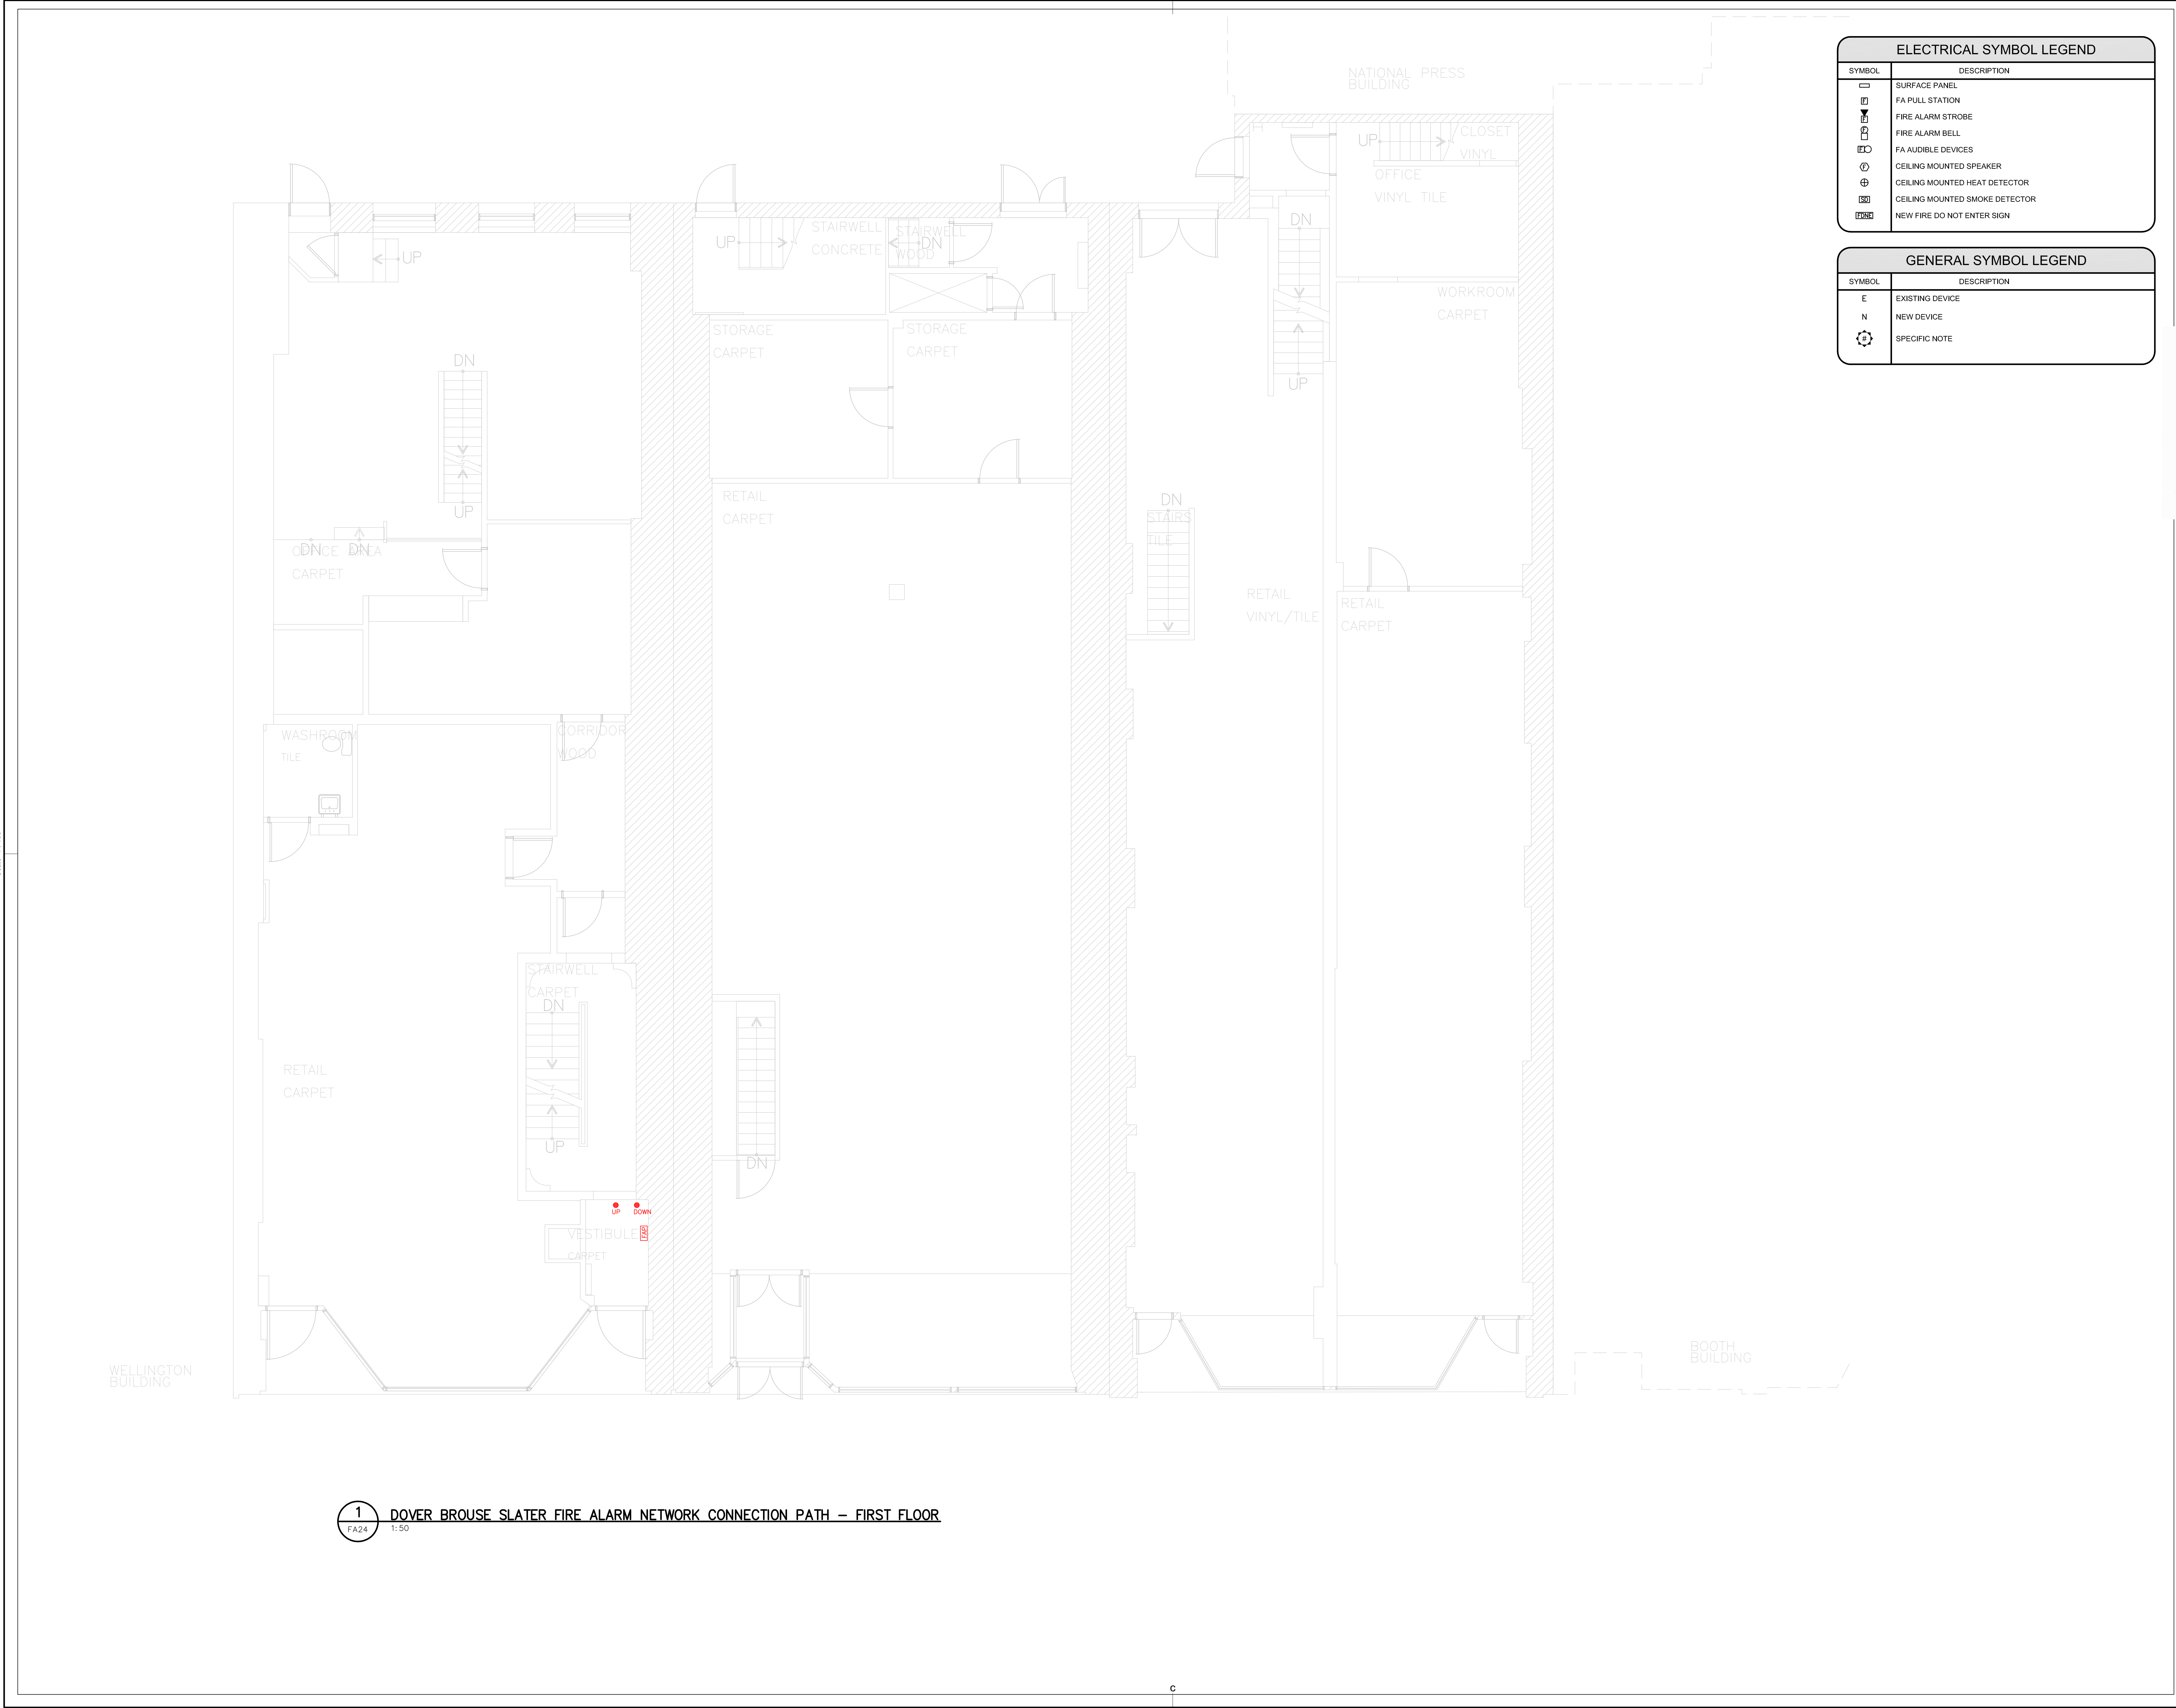 NATIONAL PRESS
BUILDING
UP
CLOSET
VINYL
OFFICE
VINYL TILE
DN
UP
STAIRWELL
CONCRETE
STAIRWELL
WOOD
DN
UP
WORKROOM
CARPET
STORAGE
CARPET
STORAGE
CARPET
DN
UP
RETAIL
CARPET
DN
STAIRS
TILE
UP
DN
DN
OFFICE AREA
CARPET
RETAIL
VINYL/TILE
RETAIL
CARPET
WASHROOM
TILE
CORRIDOR
WOOD
STAIRWELL
CARPET
DN
UP
RETAIL
CARPET
DN
UP
DOWN
FAP
VESTIBULE
CARPET
WELLINGTON
BUILDING
BOOTH
BUILDING
ELECTRICAL SYMBOL LEGEND
SYMBOL DESCRIPTION
SURFACE PANEL
F FA PULL STATION
F FIRE ALARM STROBE
F FIRE ALARM BELL
F FA AUDIBLE DEVICES
F CEILING MOUNTED SPEAKER
CEILING MOUNTED HEAT DETECTOR
SD CEILING MOUNTED SMOKE DETECTOR
FDNE NEW FIRE DO NOT ENTER SIGN
GENERAL SYMBOL LEGEND
SYMBOL DESCRIPTION
E EXISTING DEVICE
N NEW DEVICE
# SPECIFIC NOTE
1
FA24
DOVER BROUSE SLATER FIRE ALARM NETWORK CONNECTION PATH – FIRST FLOOR
1:50
C